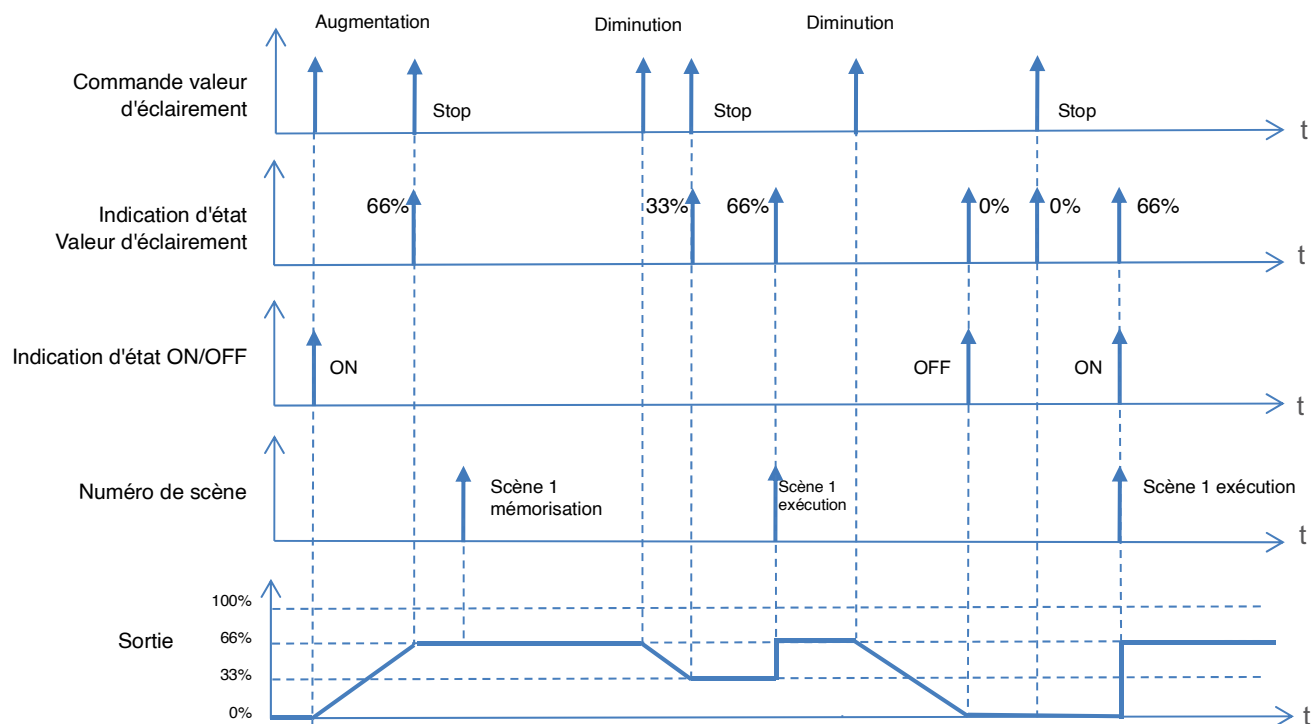 Augmentation
Diminution
Diminution
Commande valeur
d'éclairement
Stop
Stop
Stop
t
Indication d'état
Valeur d'éclairement
66%
33%
66%
0%
0%
66%
t
Indication d'état ON/OFF
ON
OFF
ON
t
Numéro de scène
Scène 1
mémorisation
Scène 1
exécution
Scène 1 exécution
t
Sortie
100%
66%
33%
0%
t